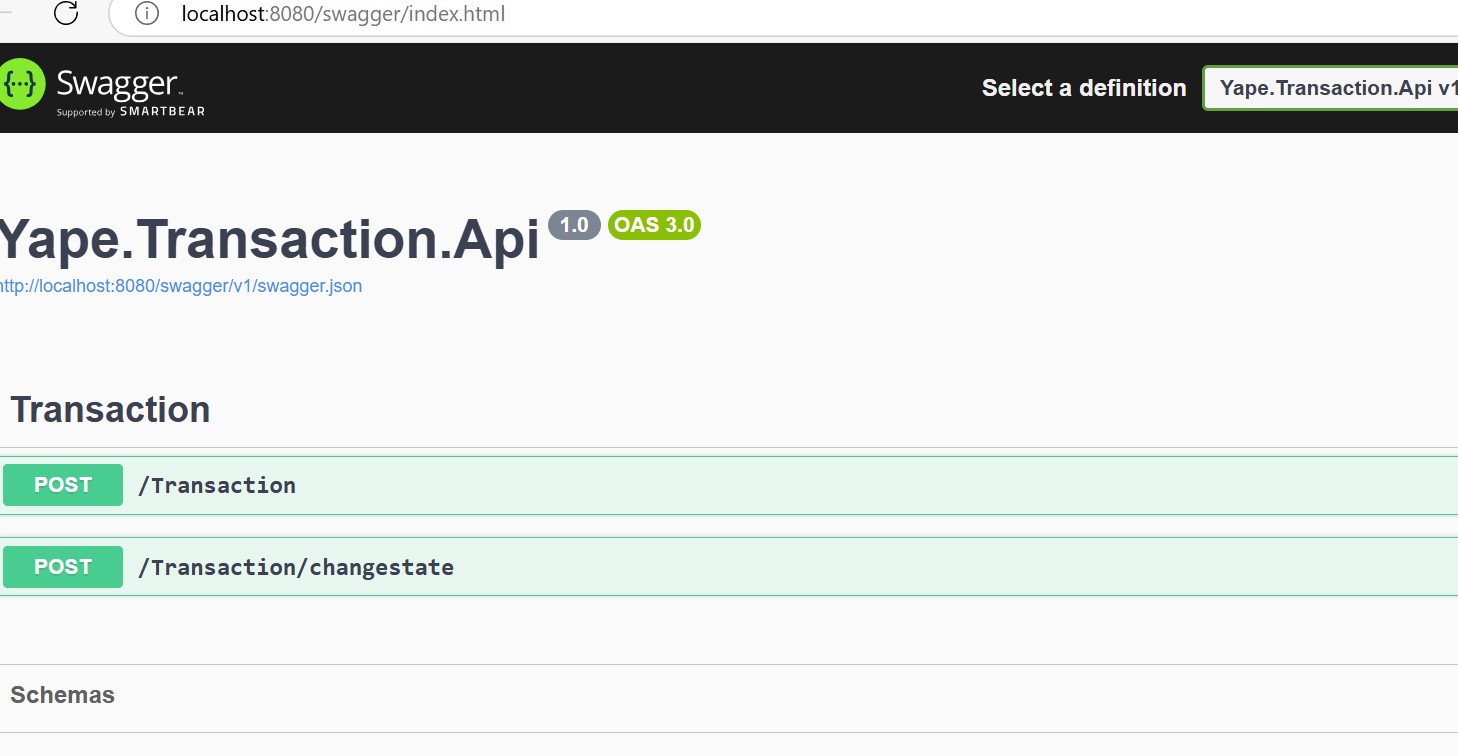 localhost:8080/swagger/index.html
{···} Swagger™
Supported by SMARTBEAR
Select a definition
Yape.Transaction.Api v1
Yape.Transaction.Api 1.0 OAS 3.0
http://localhost:8080/swagger/v1/swagger.json
Transaction
POST /Transaction
POST /Transaction/changestate
Schemas